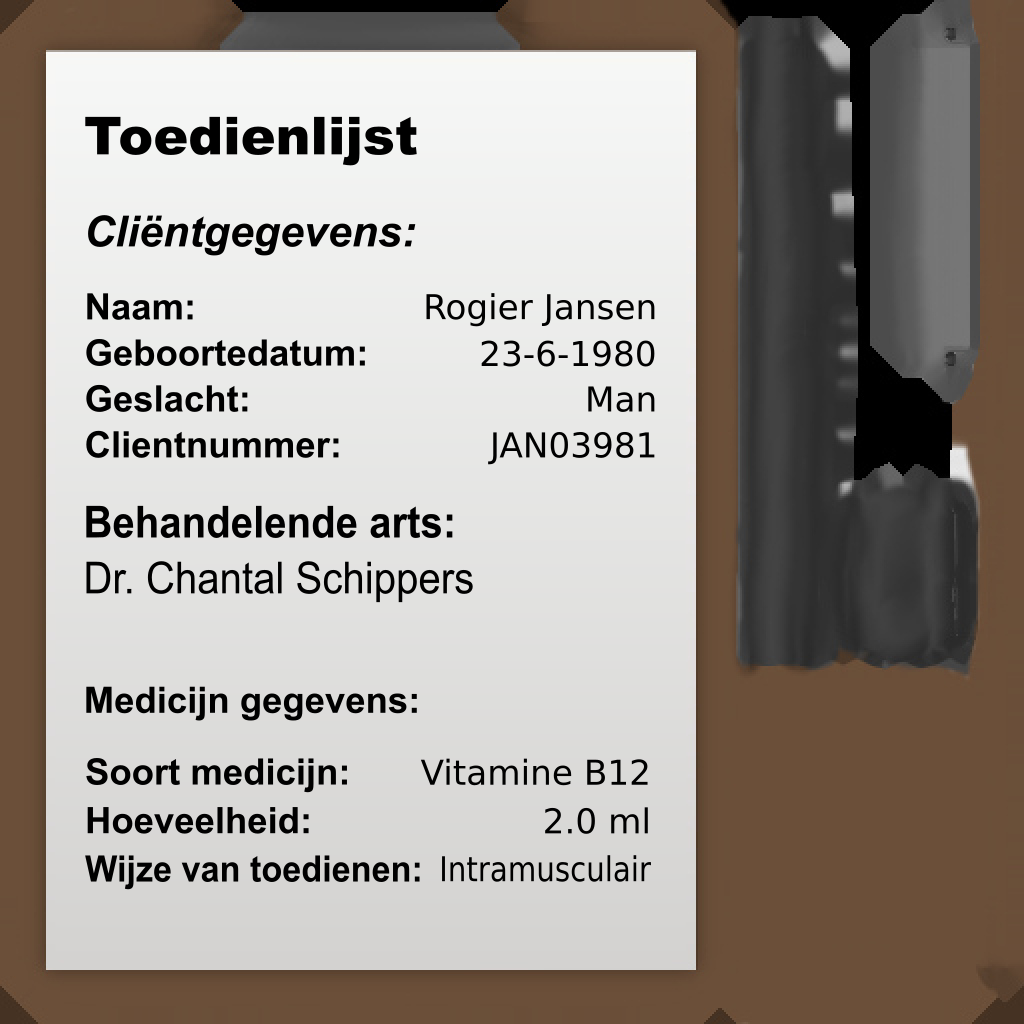 Toedienlijst
Cliëntgegevens:
Naam: Rogier Jansen
Geboortedatum: 23-6-1980
Geslacht: Man
Clientnummer: JAN03981
Behandelende arts:
Dr. Chantal Schippers
Medicijn gegevens:
Soort medicijn: Vitamine B12
Hoeveelheid: 2.0 ml
Wijze van toedienen: Intramusculair